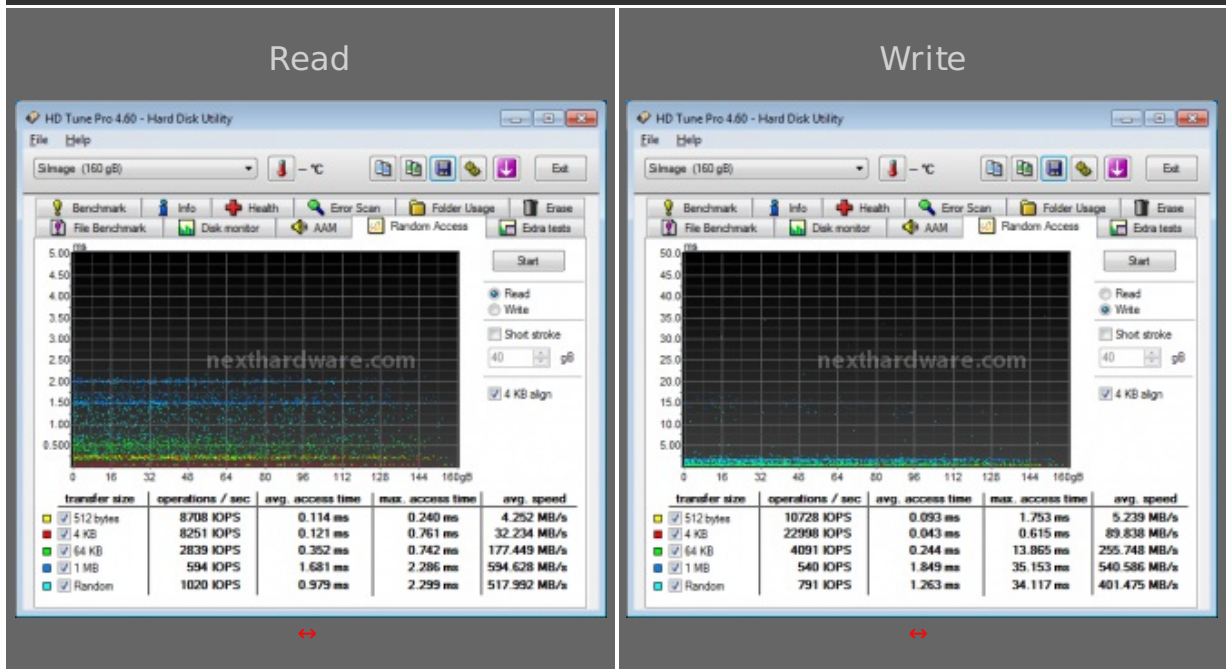 Read
HD Tune Pro 4.60 - Hard Disk Utility
File Help
SiImage (160 gB)
– °C
Exit
Benchmark Info Health Error Scan Folder Usage Erase
File Benchmark Disk monitor AAM Random Access Extra tests
ms
5.00
4.50
4.00
3.50
3.00
2.50
2.00
1.50
1.00
0.500
0 16 32 48 64 80 96 112 128 144 160gB
nexthardware.com
Start
Read
Write
Short stroke
40 gB
4 KB align
transfer size operations / sec avg. access time max. access time avg. speed
512 bytes 8708 IOPS 0.114 ms 0.240 ms 4.252 MB/s
4 KB 8251 IOPS 0.121 ms 0.761 ms 32.234 MB/s
64 KB 2839 IOPS 0.352 ms 0.742 ms 177.449 MB/s
1 MB 594 IOPS 1.681 ms 2.286 ms 594.628 MB/s
Random 1020 IOPS 0.979 ms 2.299 ms 517.992 MB/s
↔
Write
HD Tune Pro 4.60 - Hard Disk Utility
File Help
SiImage (160 gB)
– °C
Exit
Benchmark Info Health Error Scan Folder Usage Erase
File Benchmark Disk monitor AAM Random Access Extra tests
ms
50.0
45.0
40.0
35.0
30.0
25.0
20.0
15.0
10.0
5.00
0 16 32 48 64 80 96 112 128 144 160gB
nexthardware.com
Start
Read
Write
Short stroke
40 gB
4 KB align
transfer size operations / sec avg. access time max. access time avg. speed
512 bytes 10728 IOPS 0.093 ms 1.753 ms 5.239 MB/s
4 KB 22998 IOPS 0.043 ms 0.615 ms 89.838 MB/s
64 KB 4091 IOPS 0.244 ms 13.865 ms 255.748 MB/s
1 MB 540 IOPS 1.849 ms 35.153 ms 540.586 MB/s
Random 791 IOPS 1.263 ms 34.117 ms 401.475 MB/s
↔